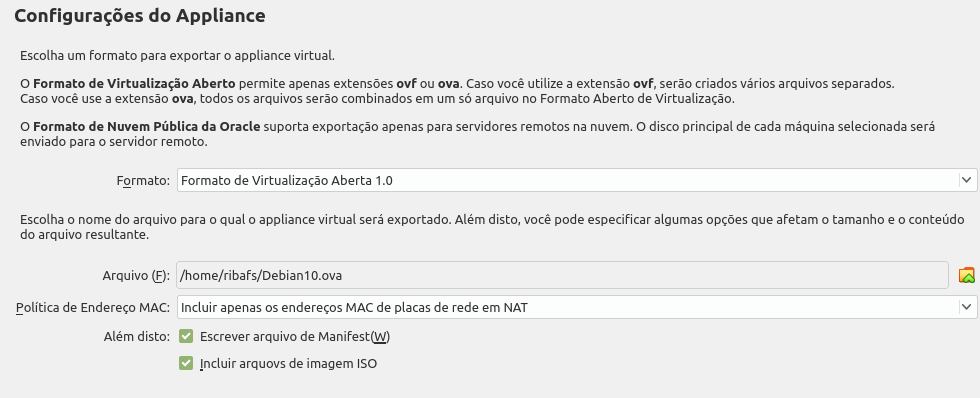 Configurações do Appliance
Escolha um formato para exportar o appliance virtual.
O Formato de Virtualização Aberto permite apenas extensões ovf ou ova. Caso você utilize a extensão ovf, serão criados vários arquivos separados.
Caso você use a extensão ova, todos os arquivos serão combinados em um só arquivo no Formato Aberto de Virtualização.
O Formato de Nuvem Pública da Oracle suporta exportação apenas para servidores remotos na nuvem. O disco principal de cada máquina selecionada será
enviado para o servidor remoto.
Formato: Formato de Virtualização Aberta 1.0
Escolha o nome do arquivo para o qual o appliance virtual será exportado. Além disto, você pode especificar algumas opções que afetam o tamanho e o conteúdo
do arquivo resultante.
Arquivo (F): /home/ribafs/Debian10.ova
Política de Endereço MAC: Incluir apenas os endereços MAC de placas de rede em NAT
Além disto: Escrever arquivo de Manifest(W)
Incluir arquovs de imagem ISO